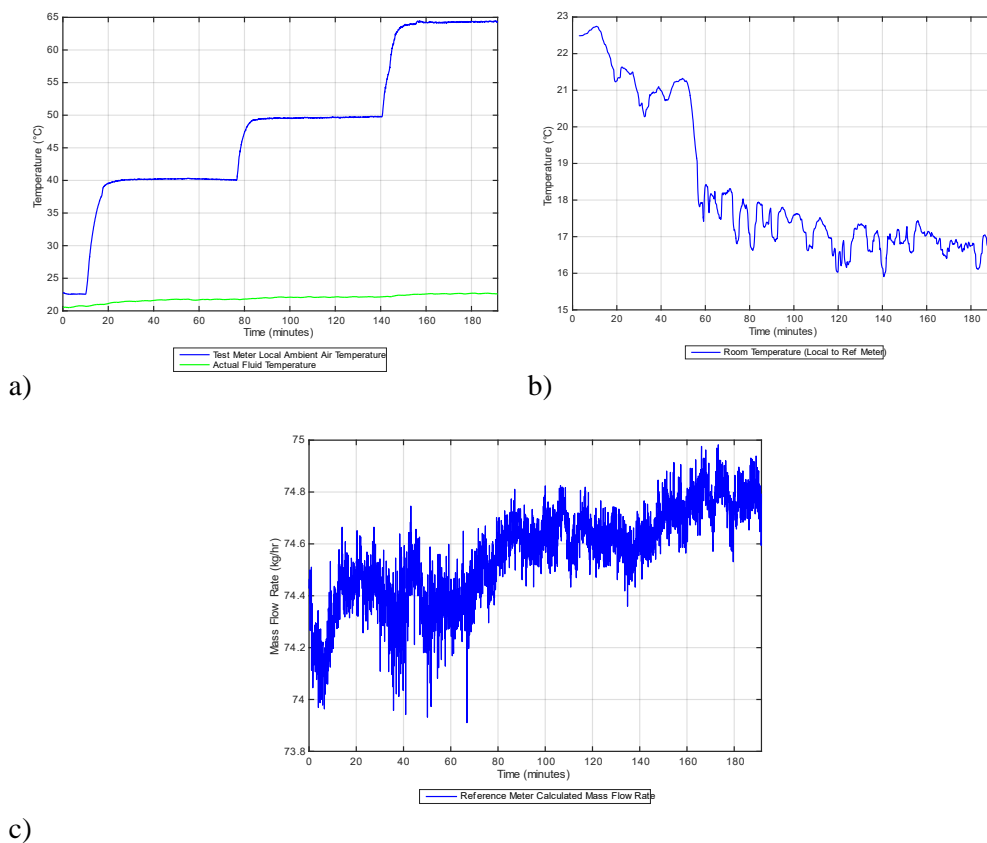 65
60
55
50
45
40
35
30
25
20
Temperature (°C)
0 20 40 60 80 100 120 140 160 180
Time (minutes)
Test Meter Local Ambient Air Temperature
Actual Fluid Temperature
a)
23
22
21
20
19
18
17
16
15
Temperature (°C)
0 20 40 60 80 100 120 140 160 180
Time (minutes)
Room Temperature (Local to Ref Meter)
b)
75
74.8
74.6
74.4
74.2
74
73.8
Mass Flow Rate (kg/hr)
0 20 40 60 80 100 120 140 160 180
Time (minutes)
Reference Meter Calculated Mass Flow Rate
c)